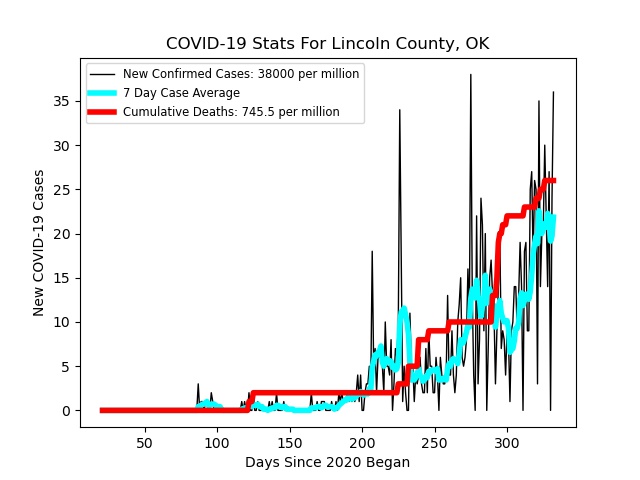 COVID-19 Stats For Lincoln County, OK
New Confirmed Cases: 38000 per million
7 Day Case Average
Cumulative Deaths: 745.5 per million
35
30
25
20
15
10
5
0
New COVID-19 Cases
50
100
150
200
250
300
Days Since 2020 Began